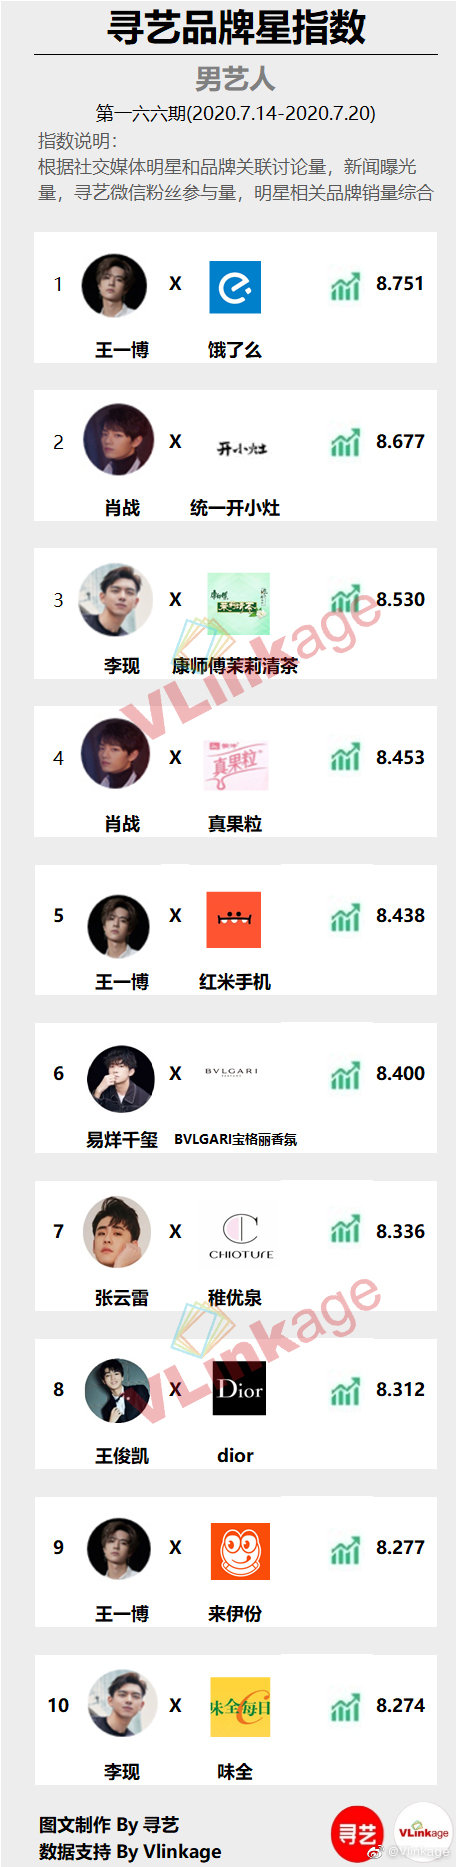 寻艺品牌星指数
男艺人
第一六六期(2020.7.14-2020.7.20)
指数说明：
根据社交媒体明星和品牌关联讨论量，新闻曝光
量，寻艺微信粉丝参与量，明星相关品牌销量综合
1 X 8.751
王一博 饿了么
2 X 开小灶 8.677
肖战 统一开小灶
3 X 康师傅 茉莉清茶 8.530
李现 康师傅茉莉清茶
VLinkage
4 X 真果粒 8.453
肖战 真果粒
5 X 8.438
王一博 红米手机
6 X BVLGARI 8.400
易烊千玺 BVLGARI宝格丽香氛
7 X CHIOTURE 8.336
张云雷 稚优泉
VLinkage
8 X Dior 8.312
王俊凯 dior
9 X 8.277
王一博 来伊份
10 X 味全每日C 8.274
李现 味全
图文制作 By 寻艺
数据支持 By Vlinkage
寻艺
VLinkage
@Vlinkage